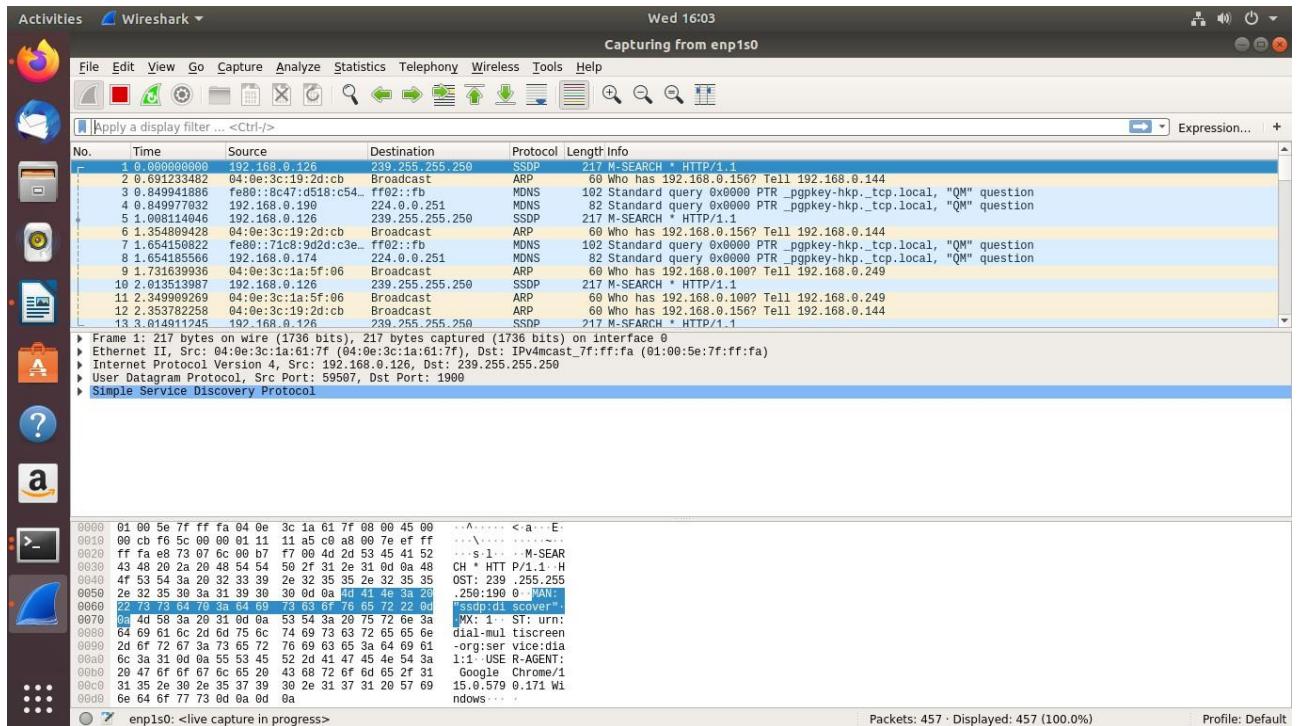 Activities Wireshark Wed 16:03
Capturing from enp1s0
File Edit View Go Capture Analyze Statistics Telephony Wireless Tools Help
Apply a display filter ... <Ctrl-/> Expression... +
No. Time Source Destination Protocol Length Info
1 0.000000000 192.168.0.126 239.255.255.250 SSDP 217 M-SEARCH * HTTP/1.1
2 0.691233482 04:0e:3c:19:2d:cb Broadcast ARP 60 Who has 192.168.0.156? Tell 192.168.0.144
3 0.849941886 fe80::8c47:d518:c54… ff02::fb MDNS 102 Standard query 0x0000 PTR _pgpkey-hkp._tcp.local, "QM" question
4 0.849977032 192.168.0.190 224.0.0.251 MDNS 82 Standard query 0x0000 PTR _pgpkey-hkp._tcp.local, "QM" question
5 1.008114046 192.168.0.126 239.255.255.250 SSDP 217 M-SEARCH * HTTP/1.1
6 1.354809428 04:0e:3c:19:2d:cb Broadcast ARP 60 Who has 192.168.0.156? Tell 192.168.0.144
7 1.654150822 fe80::71c8:9d2d:c3e… ff02::fb MDNS 102 Standard query 0x0000 PTR _pgpkey-hkp._tcp.local, "QM" question
8 1.654185566 192.168.0.174 224.0.0.251 MDNS 82 Standard query 0x0000 PTR _pgpkey-hkp._tcp.local, "QM" question
9 1.731639936 04:0e:3c:1a:5f:06 Broadcast ARP 60 Who has 192.168.0.100? Tell 192.168.0.249
10 2.013513987 192.168.0.126 239.255.255.250 SSDP 217 M-SEARCH * HTTP/1.1
11 2.349909269 04:0e:3c:1a:5f:06 Broadcast ARP 60 Who has 192.168.0.100? Tell 192.168.0.249
12 2.353782258 04:0e:3c:19:2d:cb Broadcast ARP 60 Who has 192.168.0.156? Tell 192.168.0.144
13 3.014911245 192.168.0.126 239.255.255.250 SSDP 217 M-SEARCH * HTTP/1.1
Frame 1: 217 bytes on wire (1736 bits), 217 bytes captured (1736 bits) on interface 0
Ethernet II, Src: 04:0e:3c:1a:61:7f (04:0e:3c:1a:61:7f), Dst: IPv4mcast_7f:ff:fa (01:00:5e:7f:ff:fa)
Internet Protocol Version 4, Src: 192.168.0.126, Dst: 239.255.255.250
User Datagram Protocol, Src Port: 59507, Dst Port: 1900
Simple Service Discovery Protocol
0000 01 00 5e 7f ff fa 04 0e 3c 1a 61 7f 08 00 45 00 ··^····· <·a···E·
0010 00 cb f6 5c 00 00 01 11 11 a5 c0 a8 00 7e ef ff ···\···· ·····~··
0020 ff fa e8 73 07 6c 00 b7 f7 00 4d 2d 53 45 41 52 ···s·l·· ··M-SEAR
0030 43 48 20 2a 20 48 54 54 50 2f 31 2e 31 0d 0a 48 CH * HTT P/1.1··H
0040 4f 53 54 3a 20 32 33 39 2e 32 35 35 2e 32 35 35 OST: 239 .255.255
0050 2e 32 35 30 3a 31 39 30 30 0d 0a 4d 41 4e 3a 20 .250:190 0··MAN:
0060 22 73 73 64 70 3a 64 69 73 63 6f 76 65 72 22 0d "ssdp:di scover"·
0070 0a 4d 58 3a 20 31 0d 0a 53 54 3a 20 75 72 6e 3a ·MX: 1·· ST: urn:
0080 64 69 61 6c 2d 6d 75 6c 74 69 73 63 72 65 65 6e dial-mul tiscreen
0090 2d 6f 72 67 3a 73 65 72 76 69 63 65 3a 64 69 61 -org:ser vice:dia
00a0 6c 3a 31 0d 0a 55 53 45 52 2d 41 47 45 4e 54 3a l:1··USE R-AGENT:
00b0 20 47 6f 6f 67 6c 65 20 43 68 72 6f 6d 65 2f 31 Google Chrome/1
00c0 31 35 2e 30 2e 35 37 39 30 2e 31 37 31 20 57 69 15.0.579 0.171 Wi
00d0 6e 64 6f 77 73 0d 0a 0d 0a ndows··· ·
enp1s0: <live capture in progress> Packets: 457 · Displayed: 457 (100.0%) Profile: Default